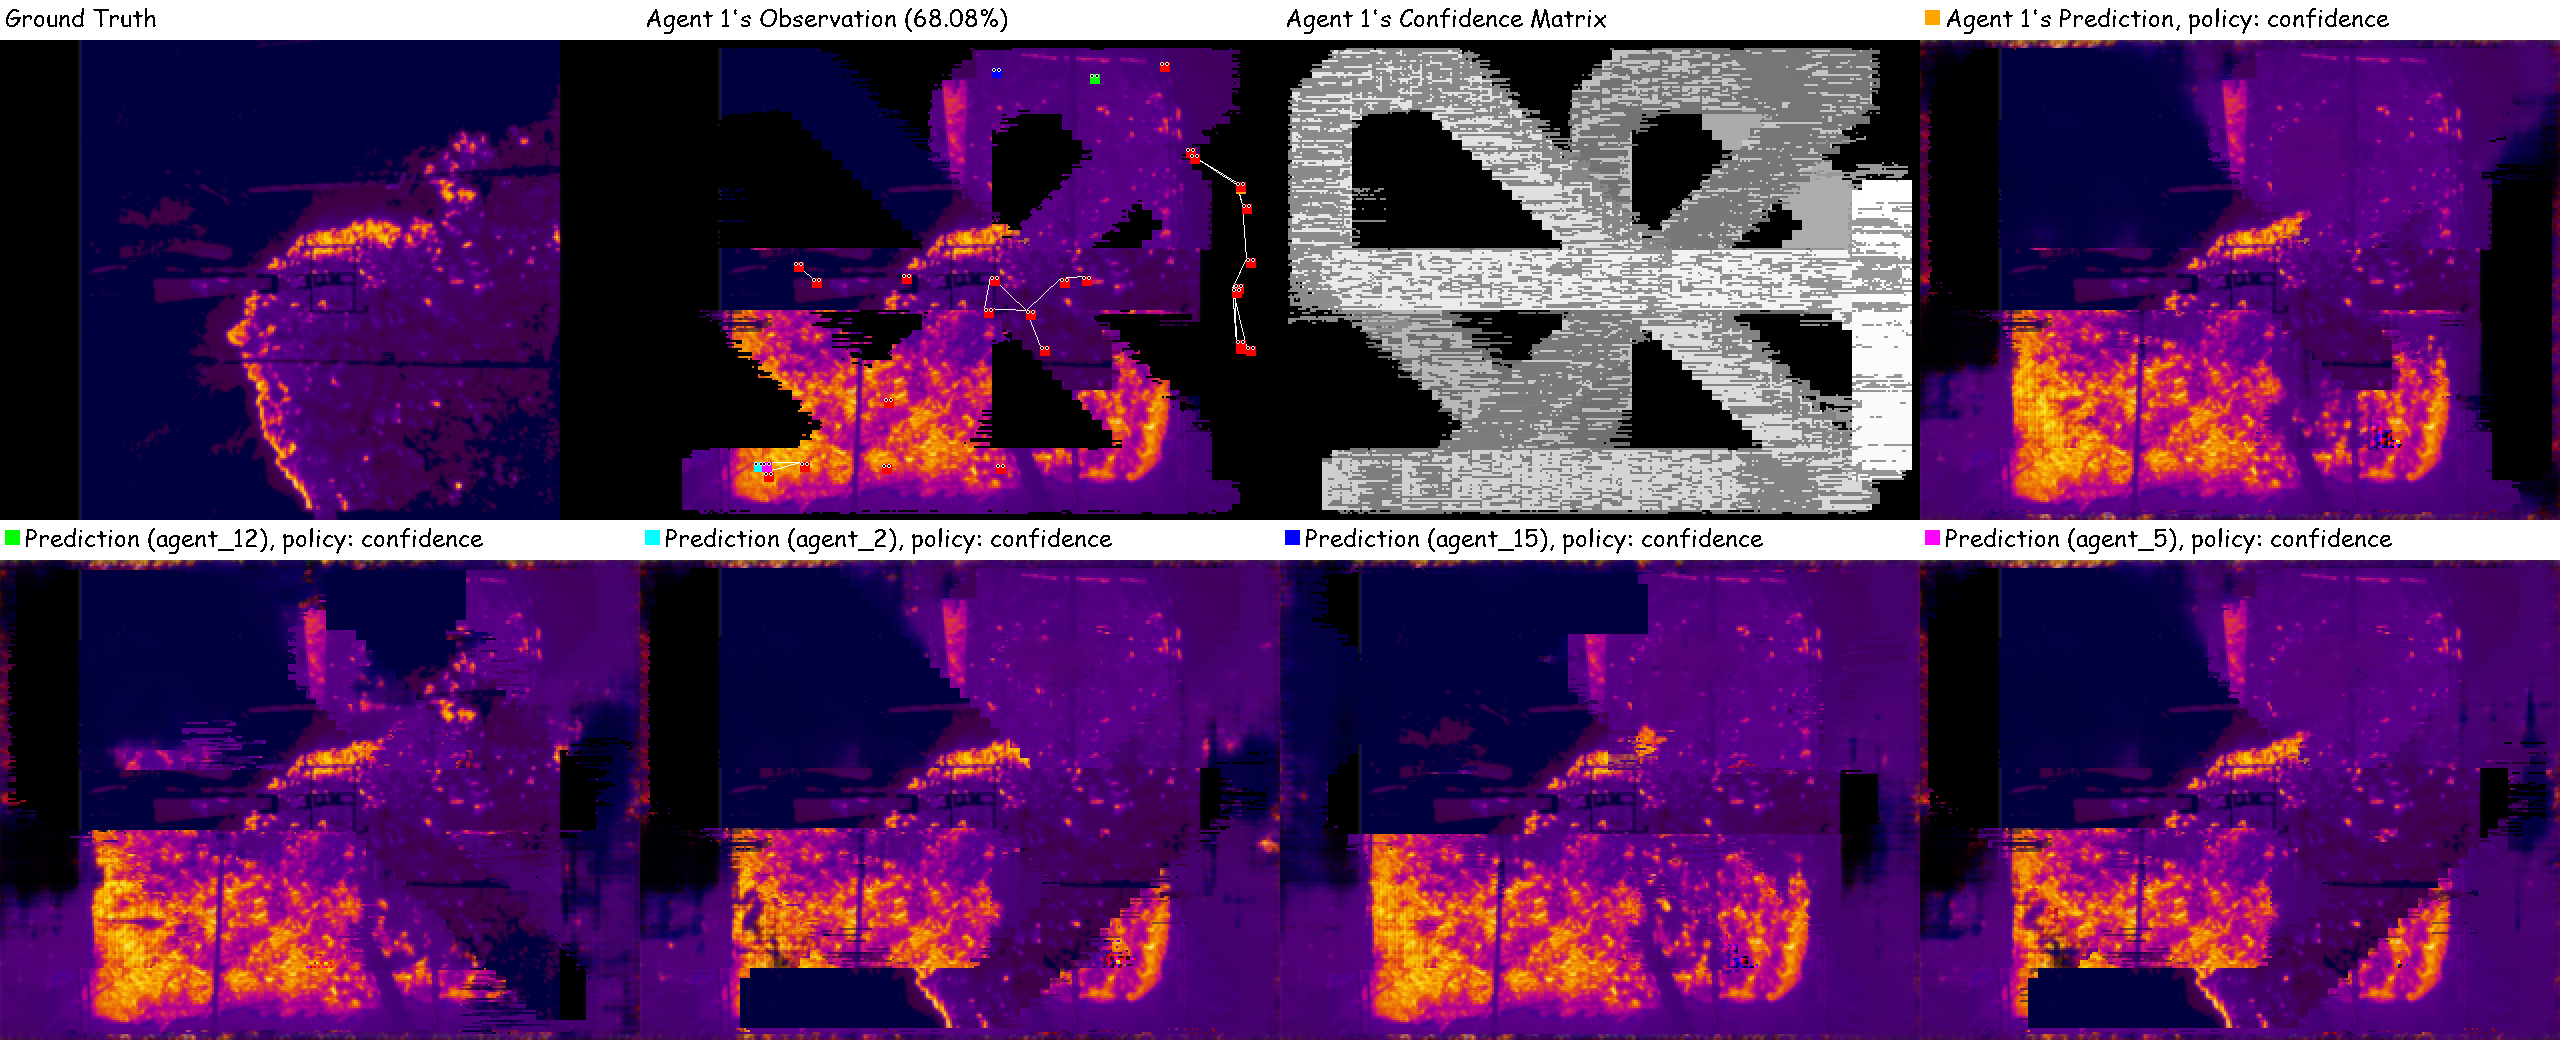 Ground Truth
Agent 1's Observation (68.08%)
Agent 1's Confidence Matrix
Agent 1's Prediction, policy: confidence
Prediction (agent_12), policy: confidence
Prediction (agent_2), policy: confidence
Prediction (agent_15), policy: confidence
Prediction (agent_5), policy: confidence